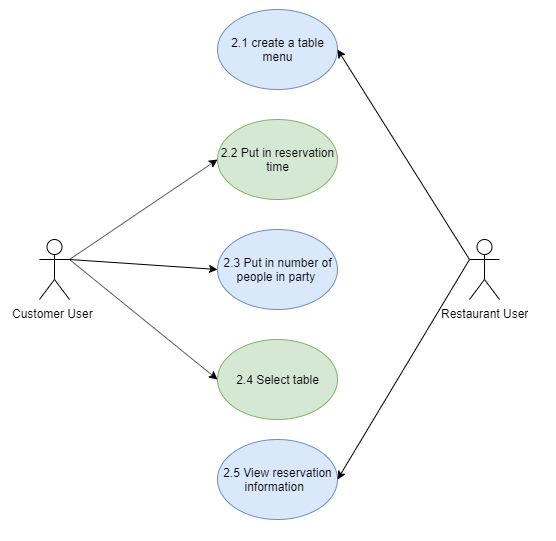 2.1 create a table
menu
2.2 Put in reservation
time
2.3 Put in number of
people in party
Customer User
Restaurant User
2.4 Select table
2.5 View reservation
information